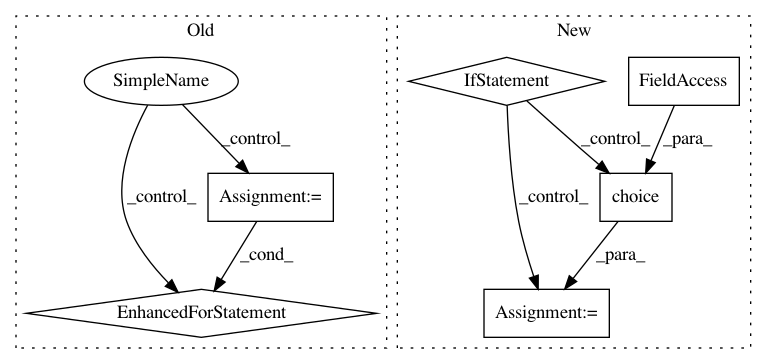 Old
New
SimpleName
IfStatement
FieldAccess
_control_
_control_
_para_
_control_
Assignment:=
_control_
choice
_cond_
_para_
EnhancedForStatement
Assignment:=